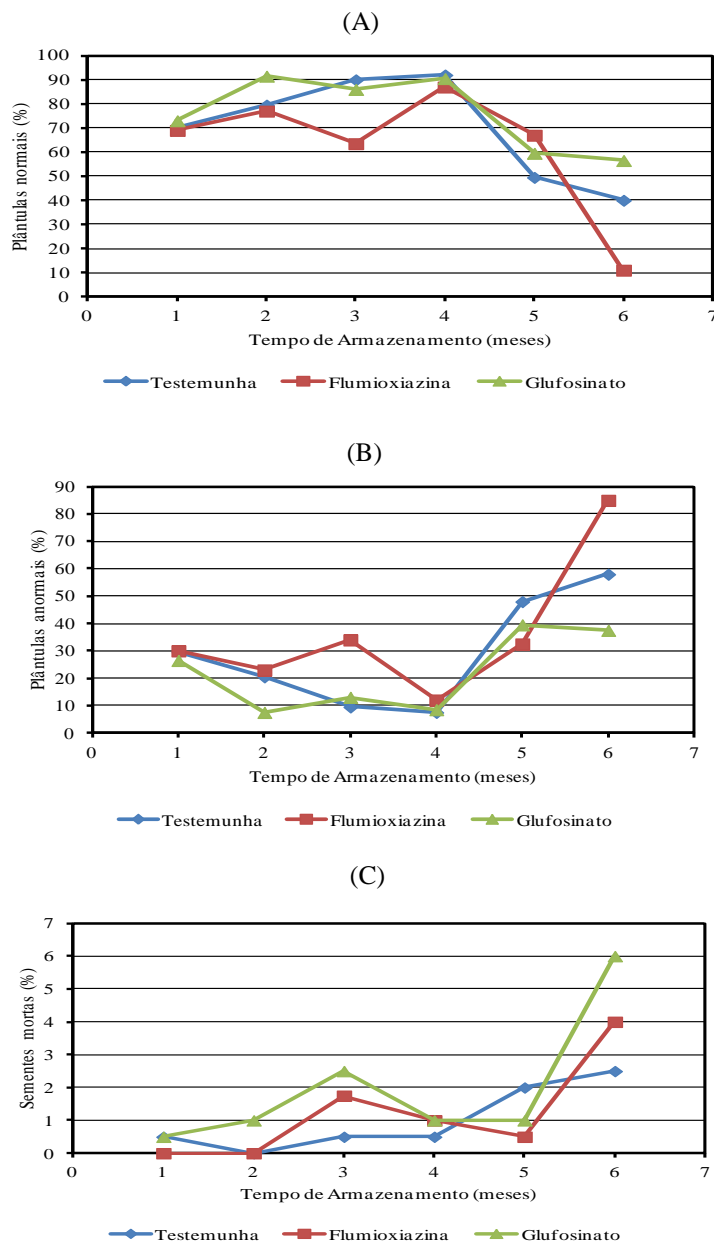 (A)
Plântulas normais (%)
100
90
80
70
60
50
40
30
20
10
0
0 1 2 3 4 5 6 7
Tempo de Armazenamento (meses)
Testemunha Flumioxiazina Glufosinato
(B)
Plântulas anormais (%)
90
80
70
60
50
40
30
20
10
0
0 1 2 3 4 5 6 7
Tempo de Armazenamento (meses)
Testemunha Flumioxiazina Glufosinato
(C)
Sementes mortas (%)
7
6
5
4
3
2
1
0
0 1 2 3 4 5 6 7
Tempo de Armazenamento (meses)
Testemunha Flumioxiazina Glufosinato